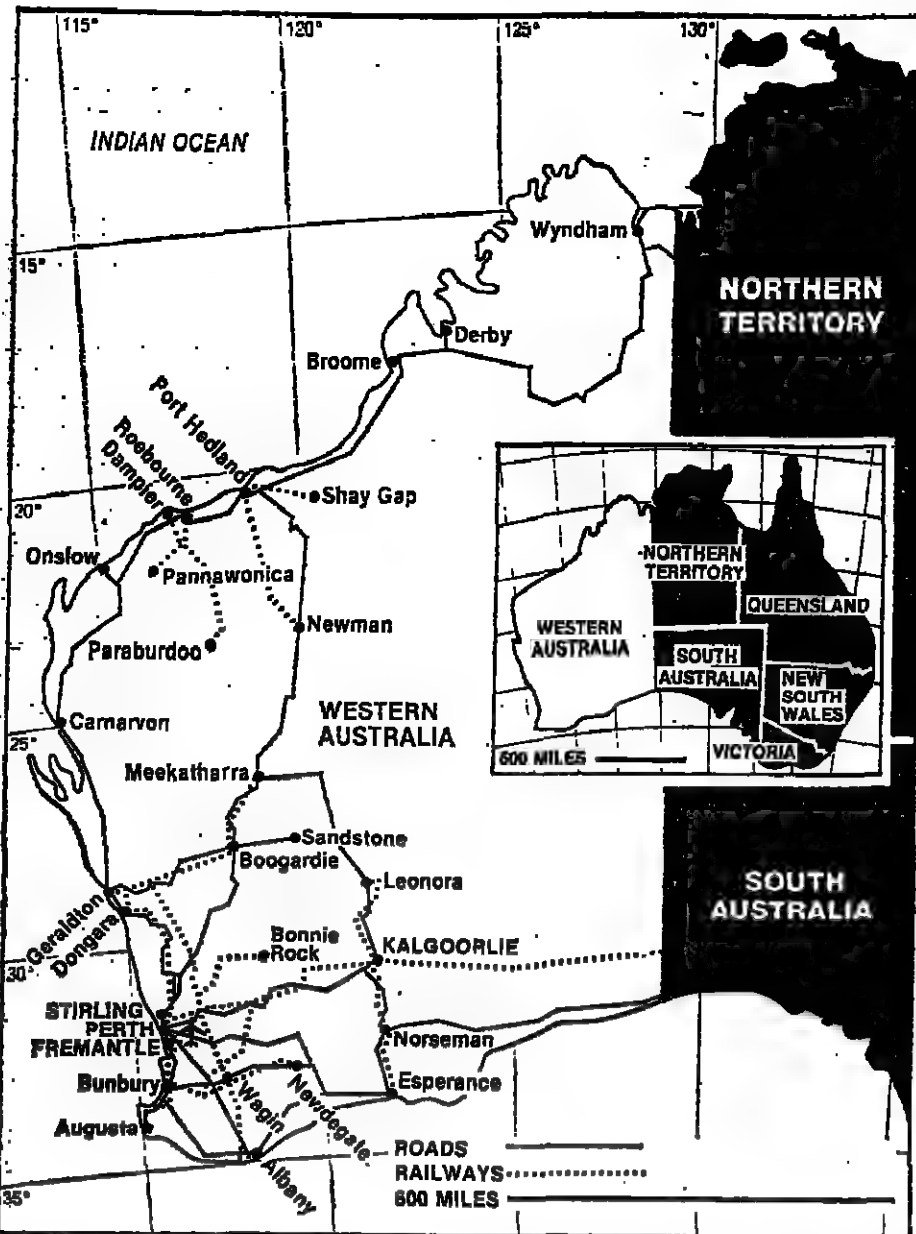 115°
120°
125°
130°
INDIAN OCEAN
15°
Wyndham
NORTHERN
TERRITORY
Derby
Broome
Port Hedland
Roebourne
Dampier
Shay Gap
20°
Onslow
Pannawonica
Newman
Paraburdoo
NORTHERN
TERRITORY
QUEENSLAND
WESTERN
AUSTRALIA
SOUTH
AUSTRALIA
NEW
SOUTH
WALES
VICTORIA
600 MILES
WESTERN
AUSTRALIA
Carnarvon
25°
Meekatharra
Sandstone
Boogardie
Leonora
SOUTH
AUSTRALIA
Geraldton
Dongara
Bonnie
Rock
KALGOORLIE
30°
STIRLING
PERTH
FREMANTLE
Norseman
Bunbury
Wagin
Newdegate
Esperance
Augusta
Albany
ROADS
RAILWAYS
600 MILES
35°